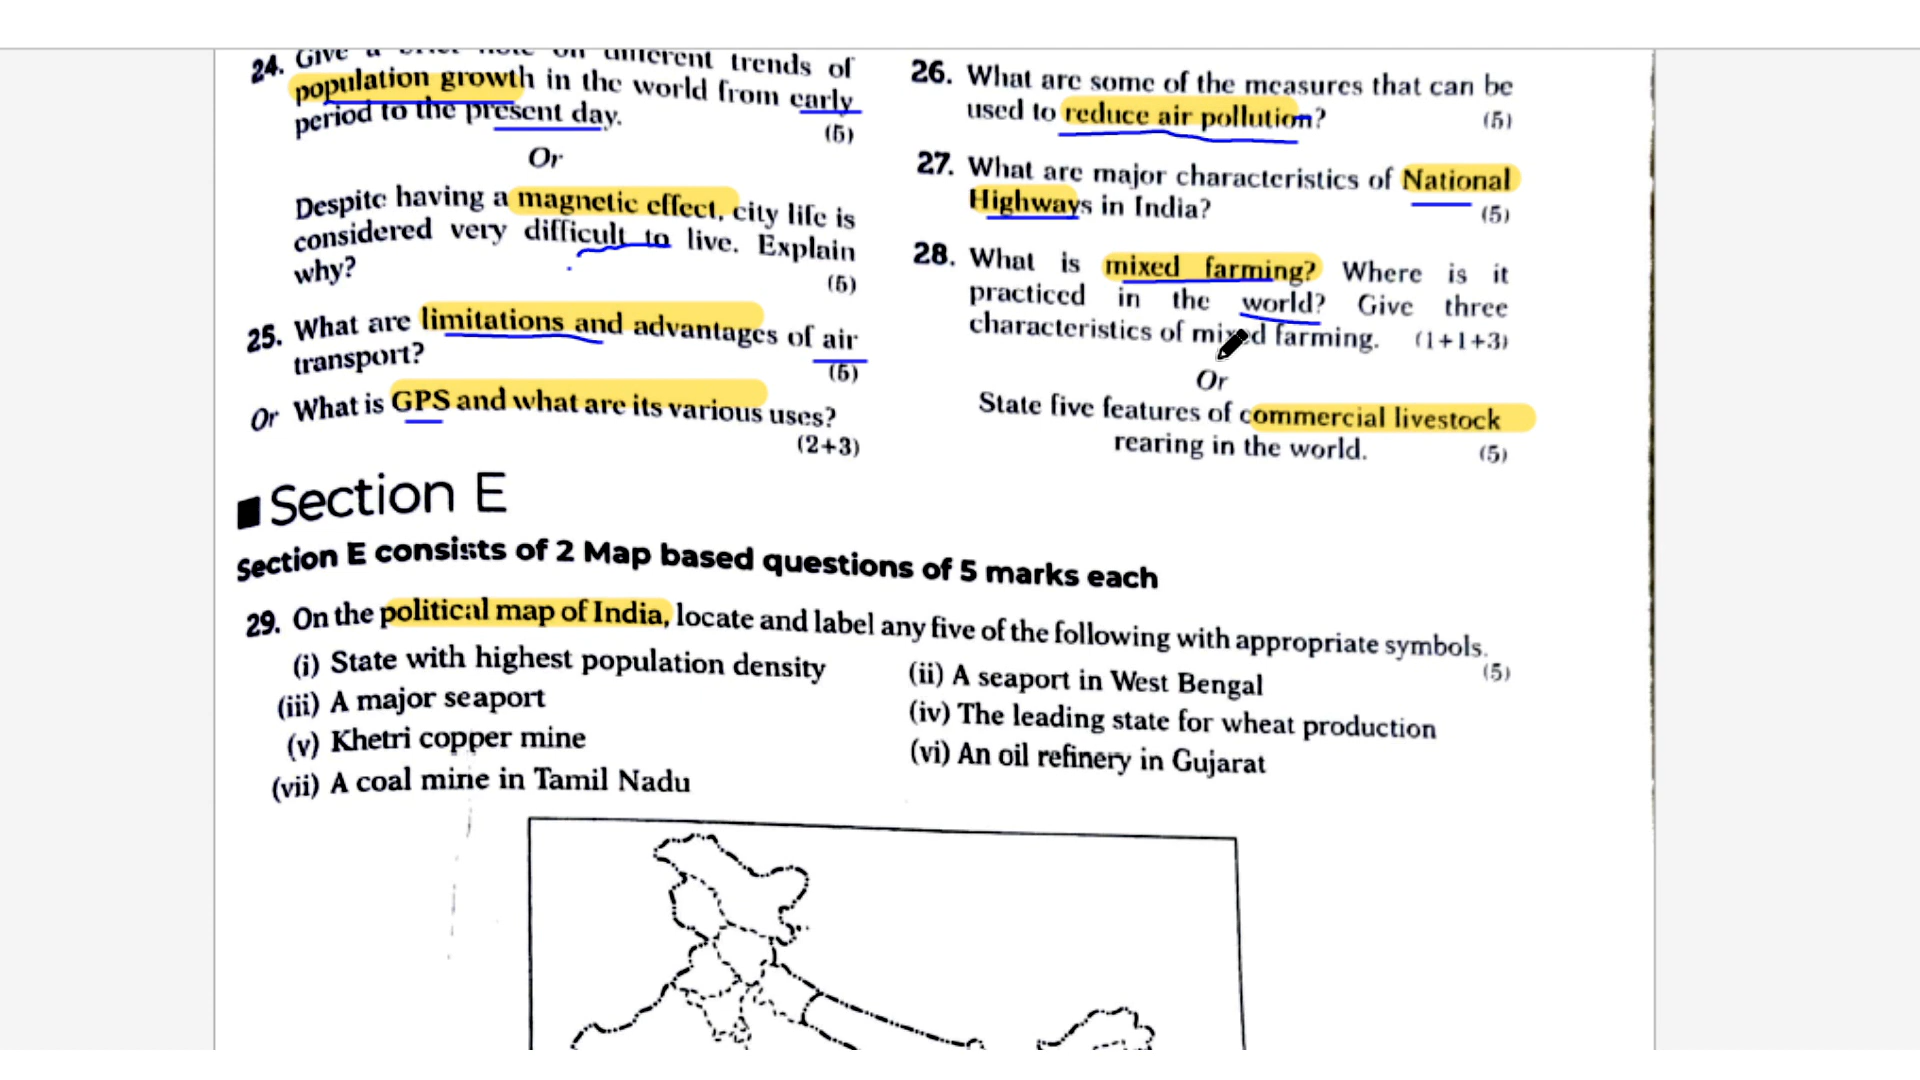 24. Give a brief note on different trends of
population growth in the world from early
period to the present day.
(5)
Or
Despite having a magnetic effect, city life is
considered very difficult to live. Explain
why?
(5)
25. What are limitations and advantages of air
transport?
(5)
Or What is GPS and what are its various uses?
(2+3)
26. What are some of the measures that can be
used to reduce air pollution?
(5)
27. What are major characteristics of National
Highways in India?
(5)
28. What is mixed farming? Where is it
practiced in the world? Give three
characteristics of mixed farming. (1+1+3)
Or
State five features of commercial livestock
rearing in the world. (5)
Section E
Section E consists of 2 Map based questions of 5 marks each
29. On the political map of India, locate and label any five of the following with appropriate symbols.
(5)
(i) State with highest population density
(ii) A seaport in West Bengal
(iii) A major seaport
(iv) The leading state for wheat production
(v) Khetri copper mine
(vi) An oil refinery in Gujarat
(vii) A coal mine in Tamil Nadu